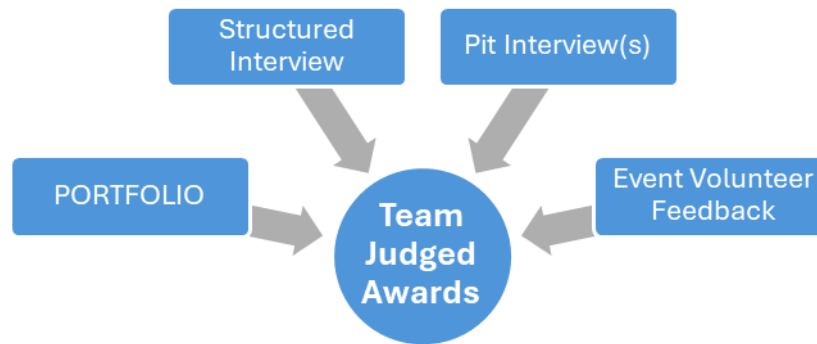 Structured
Interview
Pit Interview(s)
PORTFOLIO
Event Volunteer
Feedback
Team
Judged
Awards